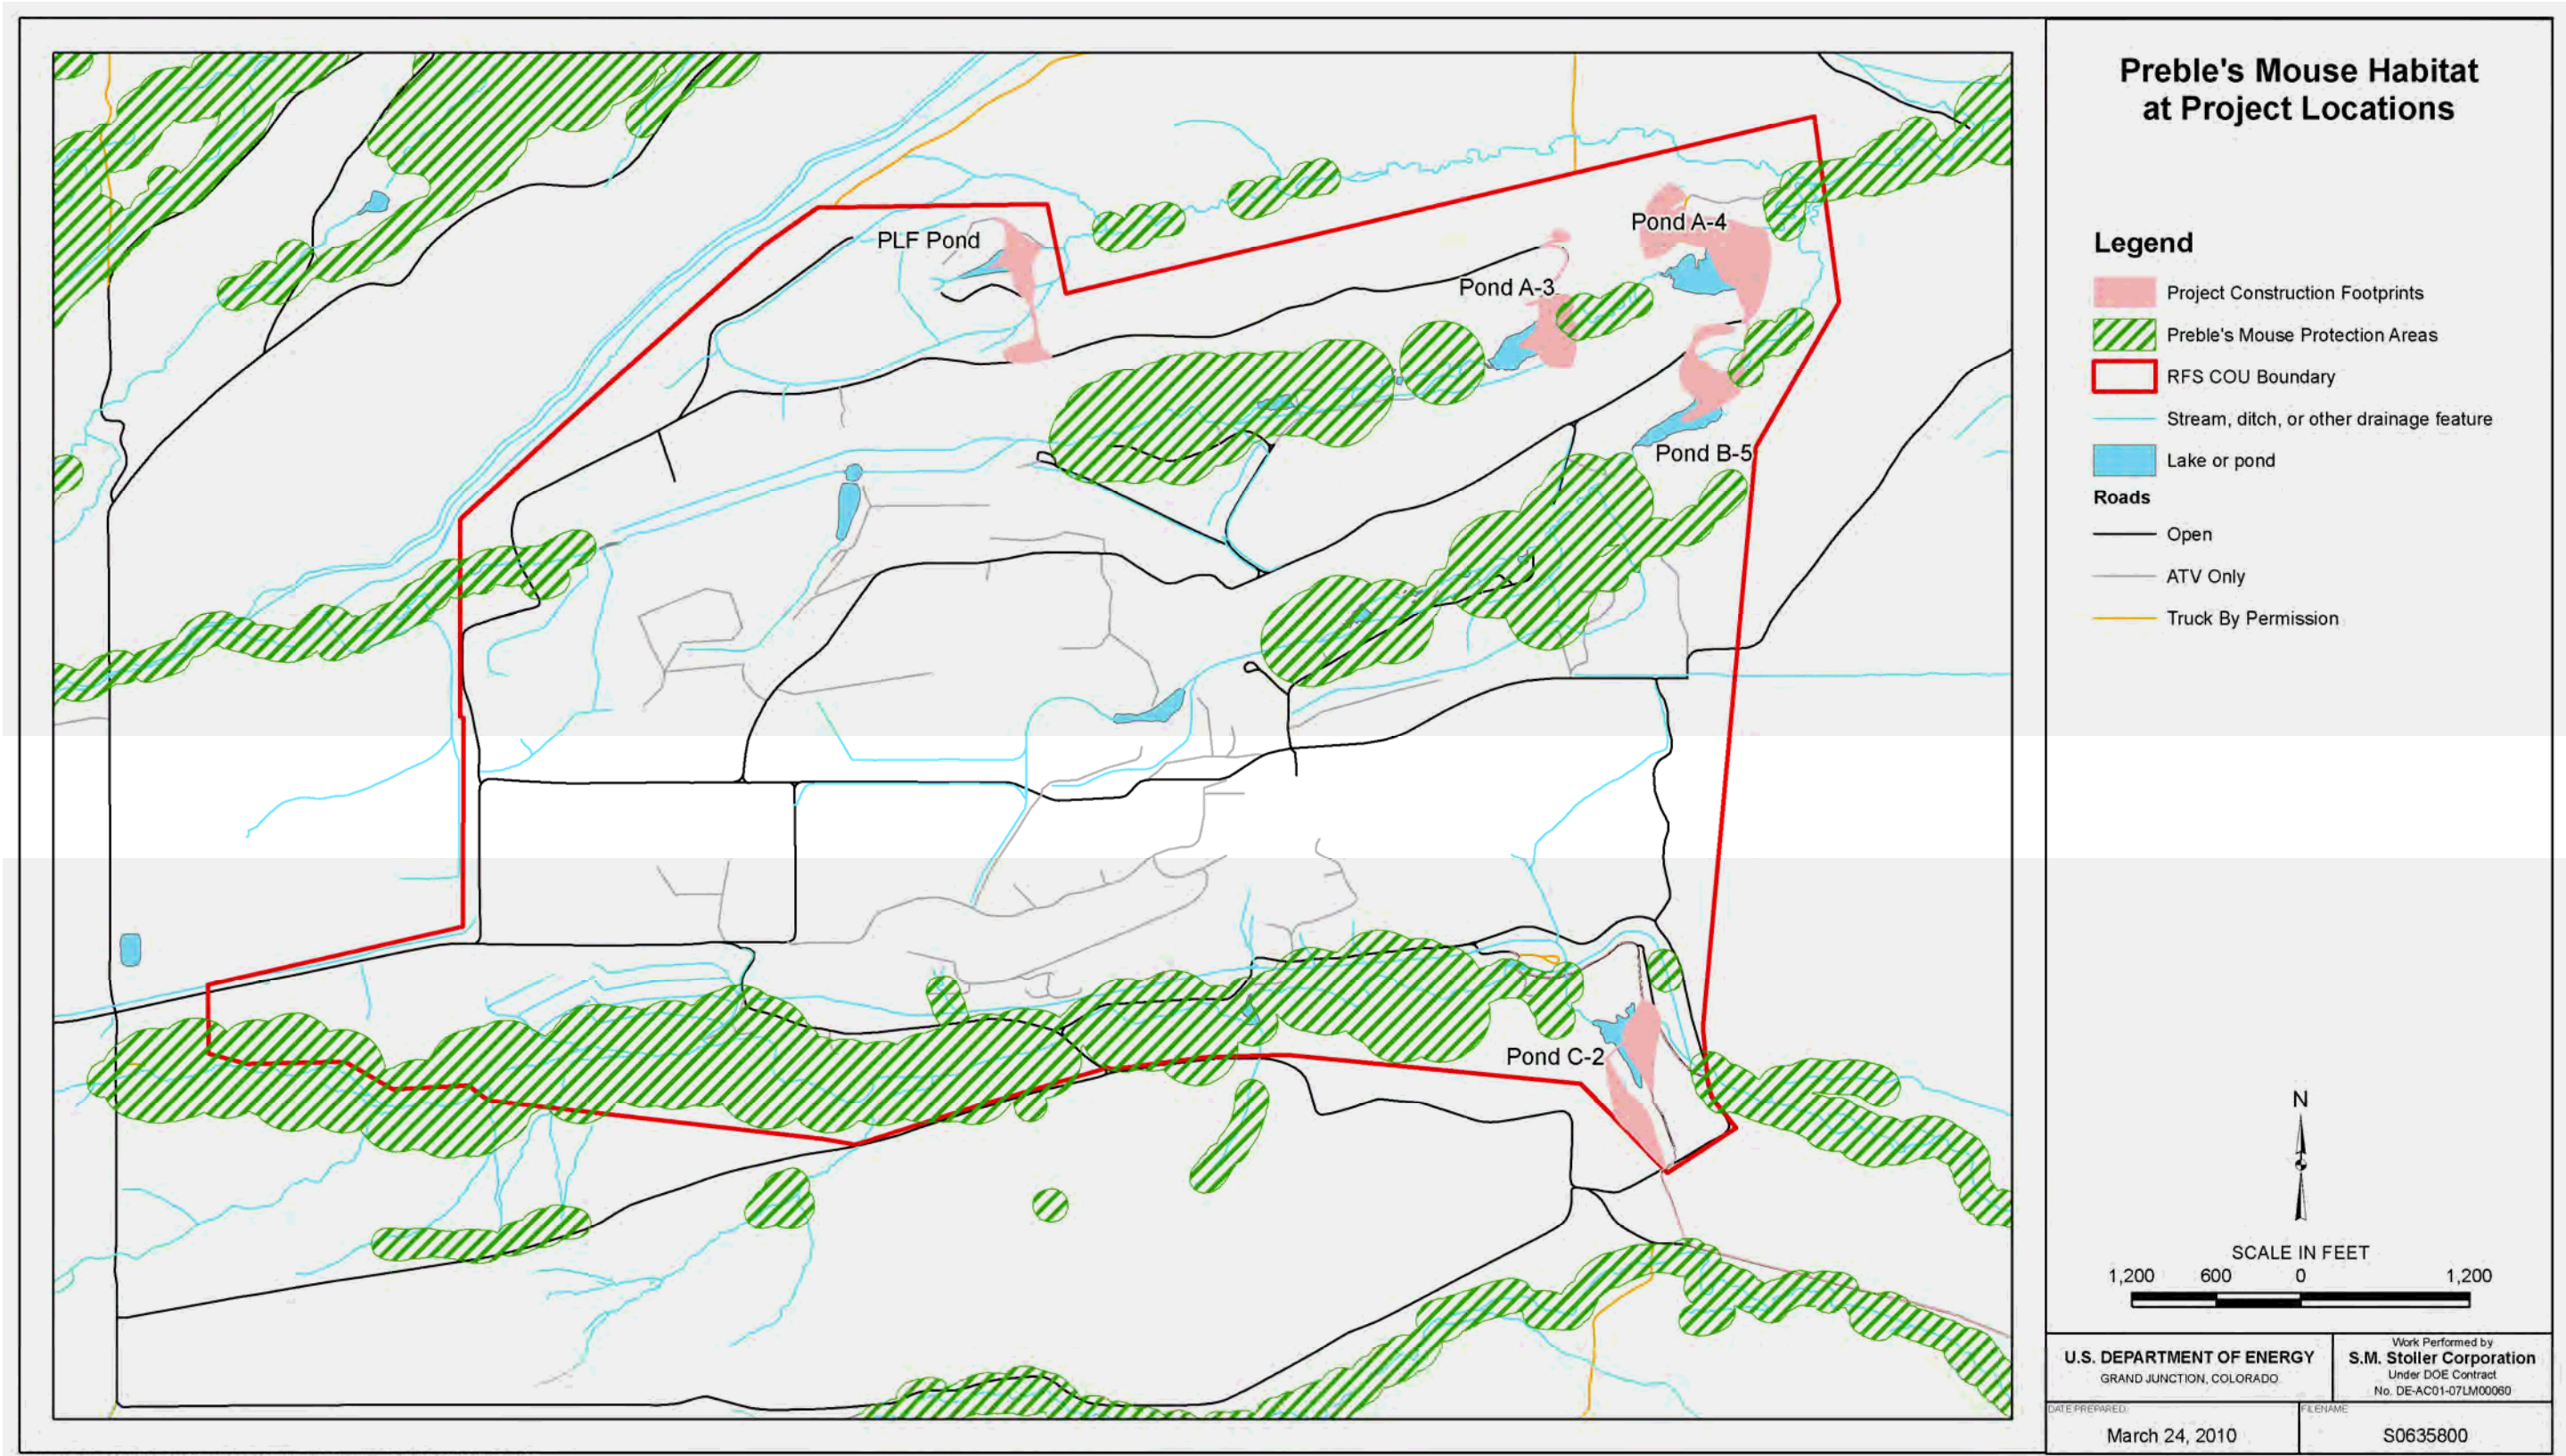 Preble's Mouse Habitat
at Project Locations
PLF Pond
Pond A-4
Pond A-3
Pond B-5
Pond C-2
Legend
Project Construction Footprints
Preble's Mouse Protection Areas
RFS COU Boundary
Stream, ditch, or other drainage feature
Lake or pond
Roads
Open
ATV Only
Truck By Permission
N
SCALE IN FEET
1,200 600 0 1,200
U.S. DEPARTMENT OF ENERGY
GRAND JUNCTION, COLORADO
Work Performed by
S.M. Stoller Corporation
Under DOE Contract
No. DE-AC01-07LM00060
DATE PREPARED:
March 24, 2010
FILENAME:
S0635800